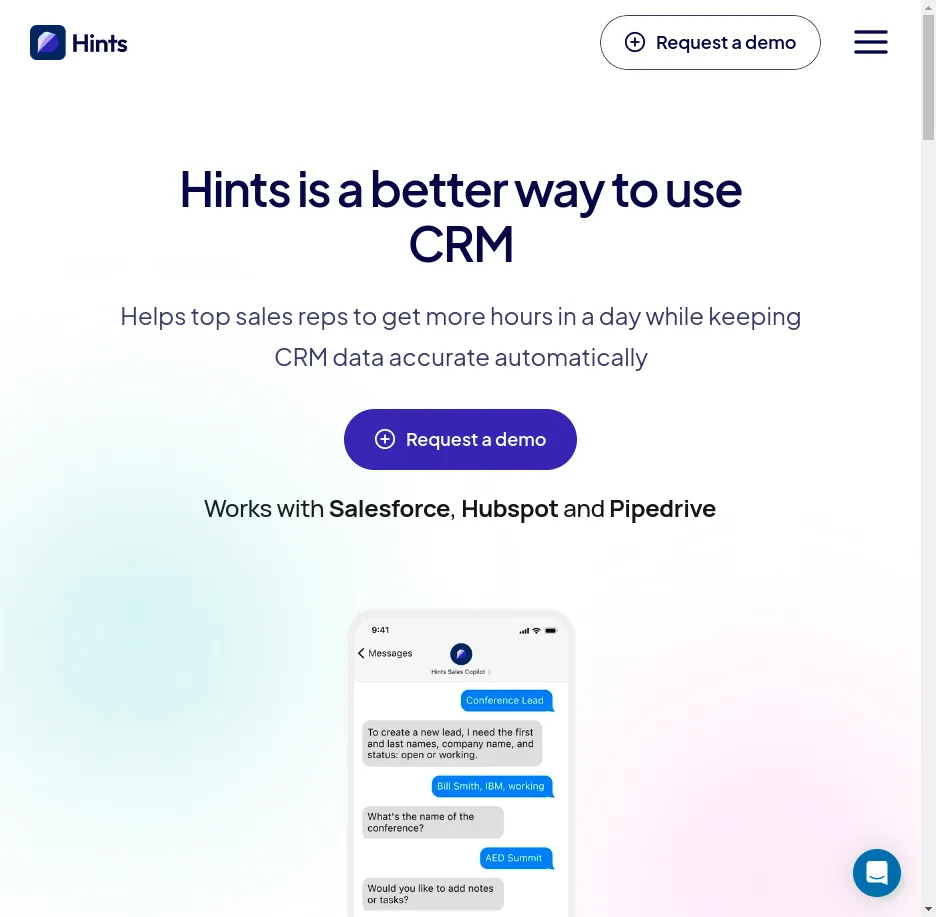 Hints
Request a demo
Hints is a better way to use
CRM
Helps top sales reps to get more hours in a day while keeping
CRM data accurate automatically
Request a demo
Works with Salesforce, Hubspot and Pipedrive
9:41
Messages
Hints Sales Copilot
Conference Lead
To create a new lead, I need the first
and last names, company name, and
status: open or working.
Bill Smith, IBM, working
What's the name of the
conference?
AED Summit
Would you like to add notes
or tasks?